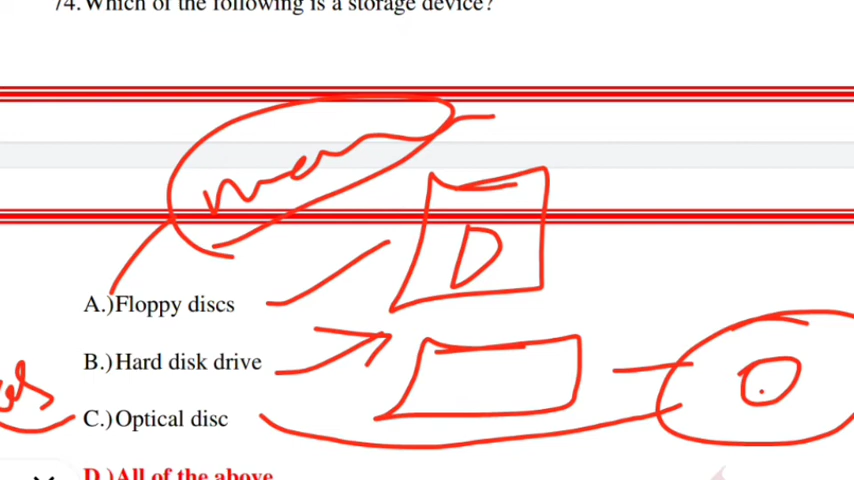 74. Which of the following is a storage device?
A.) Floppy discs
D
B.) Hard disk drive
C.) Optical disc
D.) All of the above